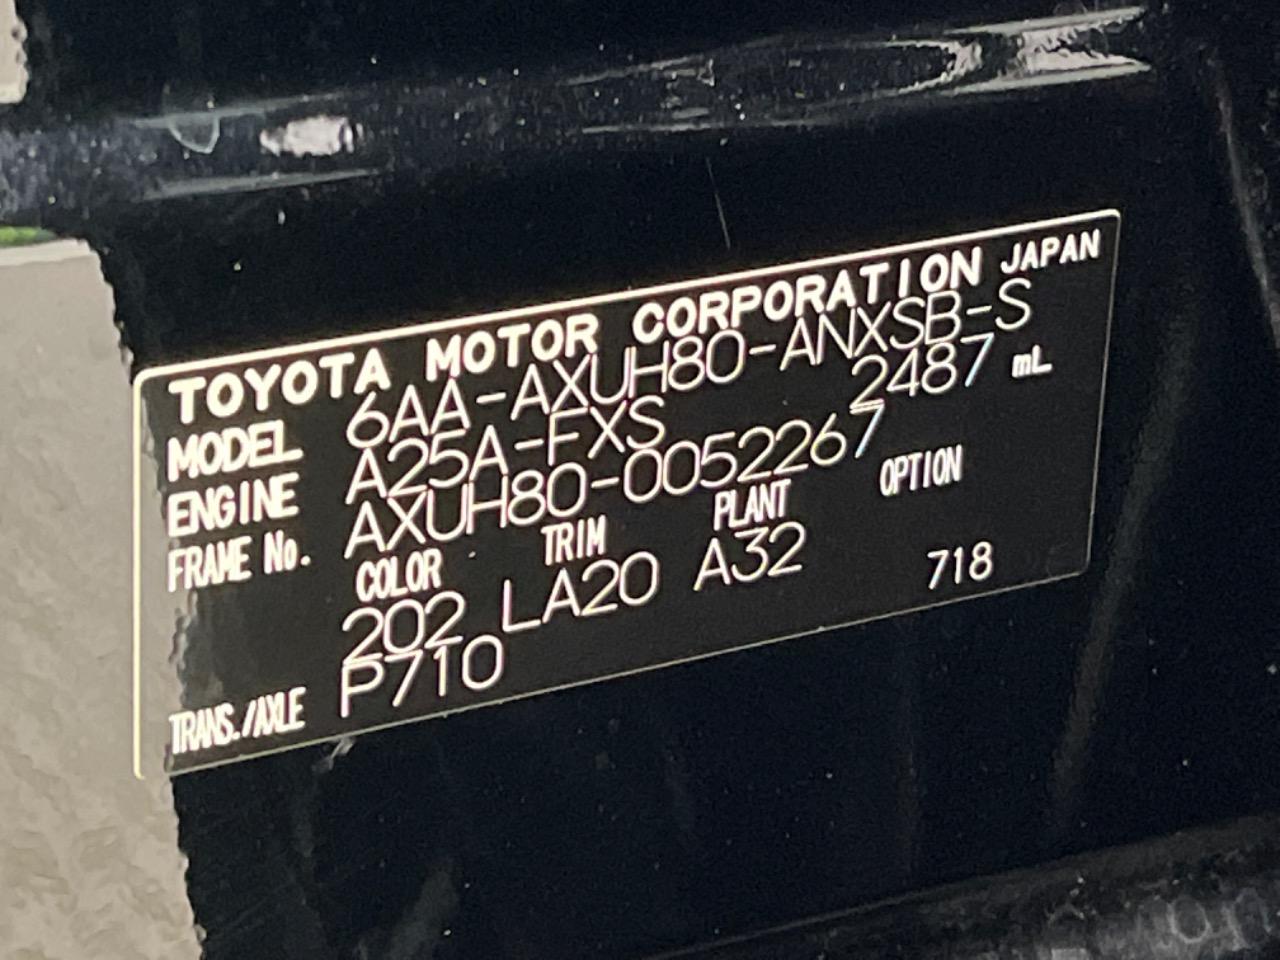 TOYOTA MOTOR CORPORATION JAPAN
MODEL 6AA-AXUH80-ANXSB-S
ENGINE A25A-FXS 2487 mL
FRAME No. AXUH80-0052267
COLOR TRIM PLANT OPTION
202 LA20 A32 718
TRANS./AXLE P710